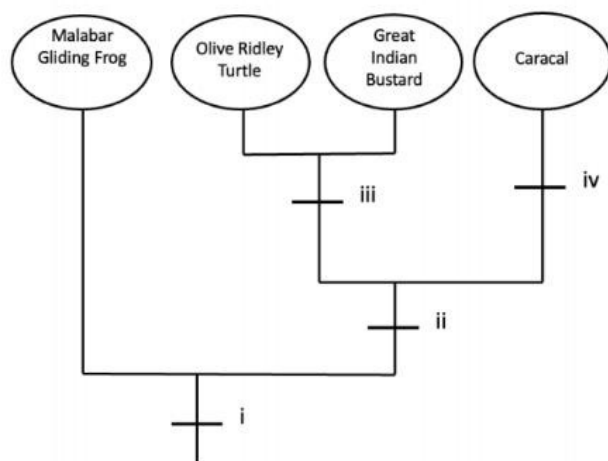 Malabar
Gliding Frog
Olive Ridley
Turtle
Great
Indian
Bustard
Caracal
iii
iv
ii
i